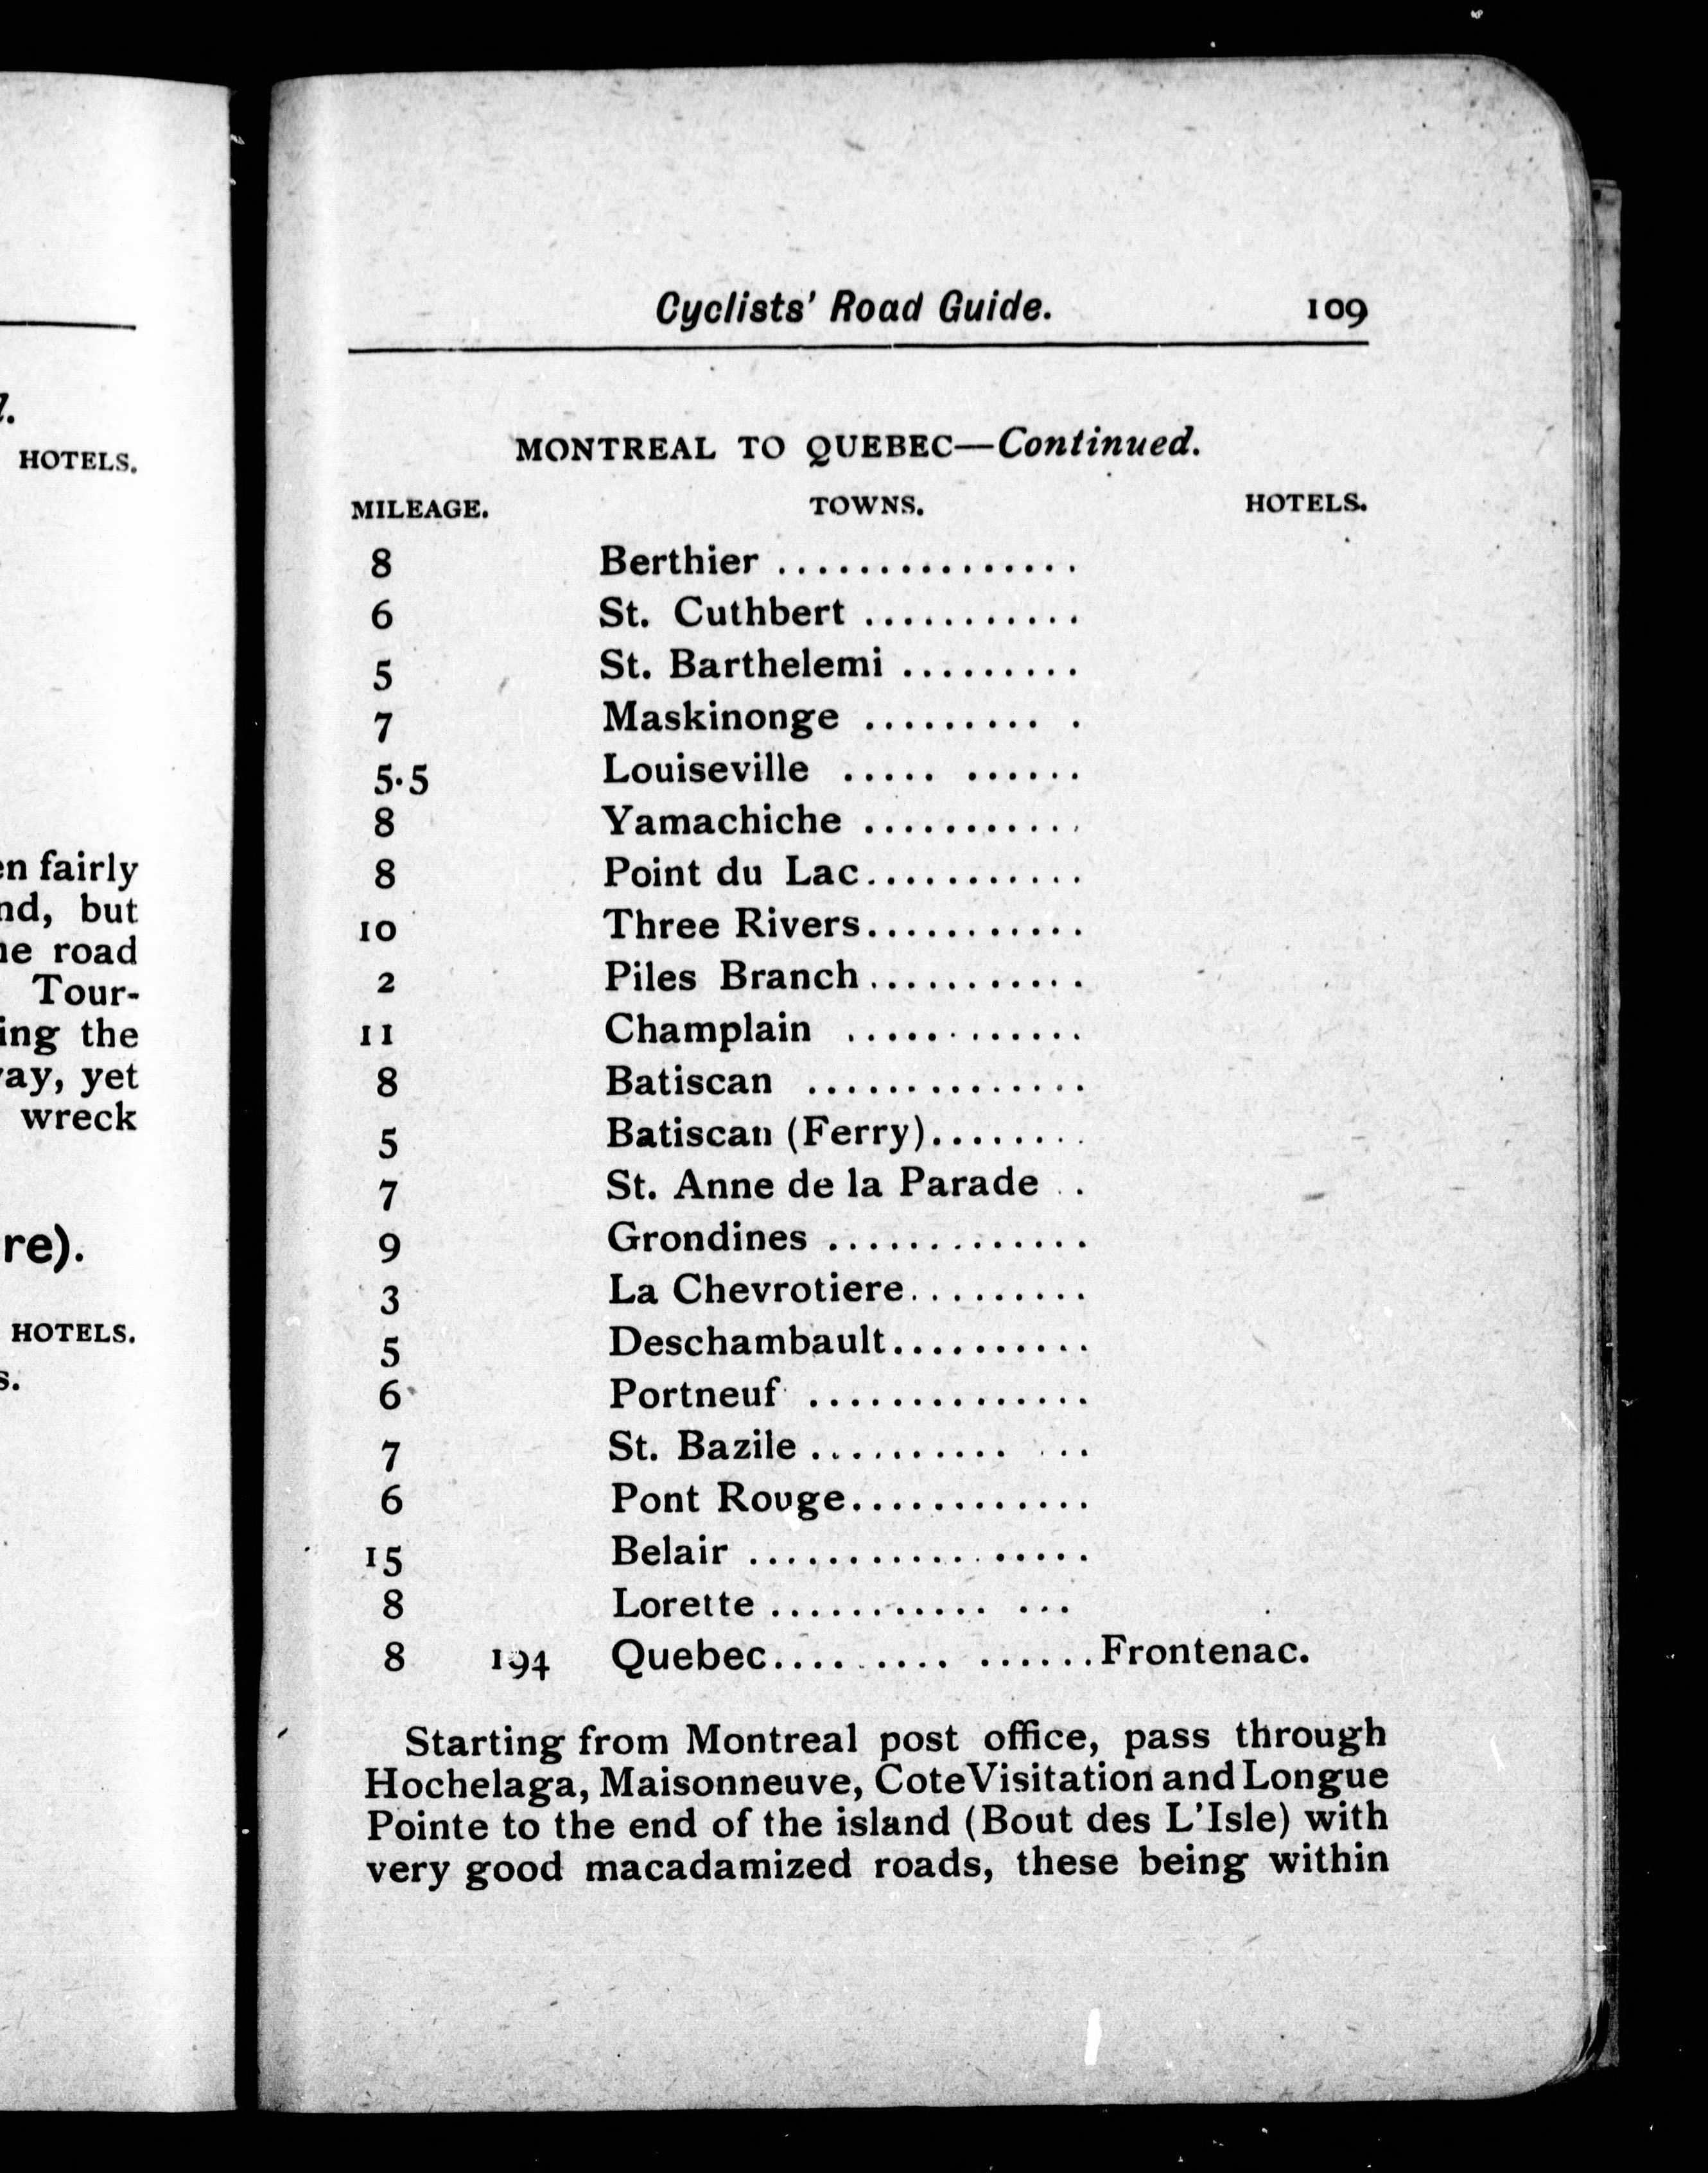 HOTELS.
fairly
but
road
Tour-
the
yet
wreck
HOTELS.
Cyclists' Road Guide. 109
MONTREAL TO QUEBEC—Continued.
MILEAGE. TOWNS. HOTELS.
8 Berthier ...............
6 St. Cuthbert ...........
5 St. Barthelemi .........
7 Maskinonge ......... .
5.5 Louiseville ..... ......
8 Yamachiche ...........
8 Point du Lac...........
10 Three Rivers...........
2 Piles Branch...........
11 Champlain ............
8 Batiscan ..............
5 Batiscan (Ferry)........
7 St. Anne de la Parade . .
9 Grondines .............
3 La Chevrotiere.........
5 Deschambault..........
6 Portneuf ..............
7 St. Bazile .......... ...
6 Pont Rouge............
15 Belair .................
8 Lorette ........... ...
8 194 Quebec......... ......Frontenac.
Starting from Montreal post office, pass through
Hochelaga, Maisonneuve, Cote Visitation and Longue
Pointe to the end of the island (Bout des L'Isle) with
very good macadamized roads, these being within